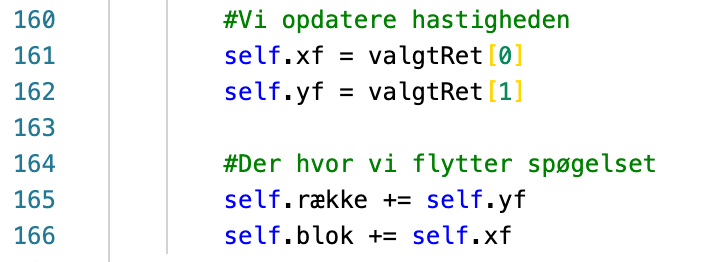 160 #Vi opdatere hastigheden
161 self.xf = valgtRet[0]
162 self.yf = valgtRet[1]
163
164 #Der hvor vi flytter spøgelset
165 self.række += self.yf
166 self.blok += self.xf